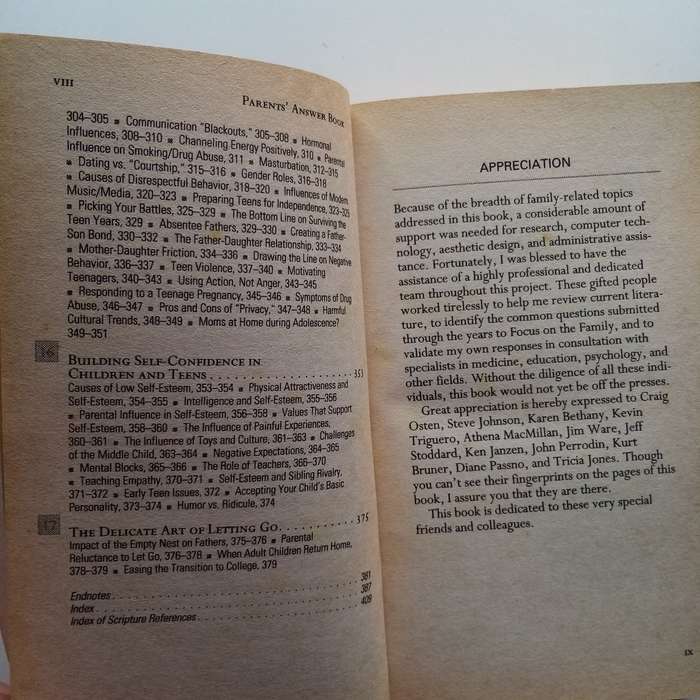 VIII
PARENTS' ANSWER BOOK
304–305 ■ Communication "Blackouts," 305–308 ■ Hormonal
Influences, 308–310 ■ Channeling Energy Positively, 310 ■ Parental
Influence on Smoking/Drug Abuse, 311 ■ Masturbation, 312–315
■ Dating vs. "Courtship," 315–316 ■ Gender Roles, 316–318
■ Causes of Disrespectful Behavior, 318–320 ■ Influences of Modern
Music/Media, 320–323 ■ Preparing Teens for Independence, 323–325
■ Picking Your Battles, 325–329 ■ The Bottom Line on Surviving the
Teen Years, 329 ■ Absentee Fathers, 329–330 ■ Creating a Father-
Son Bond, 330–332 ■ The Father-Daughter Relationship, 333–334
■ Mother-Daughter Friction, 334–336 ■ Drawing the Line on Negative
Behavior, 336–337 ■ Teen Violence, 337–340 ■ Motivating
Teenagers, 340–343 ■ Using Action, Not Anger, 343–345
■ Responding to a Teenage Pregnancy, 345–346 ■ Symptoms of Drug
Abuse, 346–347 ■ Pros and Cons of "Privacy," 347–348 ■ Harmful
Cultural Trends, 348–349 ■ Moms at Home during Adolescence?
349–351
16
BUILDING SELF-CONFIDENCE IN
CHILDREN AND TEENS . . . . . . . . . . . . . . . . . . . . 353
Causes of Low Self-Esteem, 353–354 ■ Physical Attractiveness and
Self-Esteem, 354–355 ■ Intelligence and Self-Esteem, 355–356
■ Parental Influence in Self-Esteem, 356–358 ■ Values That Support
Self-Esteem, 358–360 ■ The Influence of Painful Experiences,
360–361 ■ The Influence of Toys and Culture, 361–363 ■ Challenges
of the Middle Child, 363–364 ■ Negative Expectations, 364–365
■ Mental Blocks, 365–366 ■ The Role of Teachers, 366–370
■ Teaching Empathy, 370–371 ■ Self-Esteem and Sibling Rivalry,
371–372 ■ Early Teen Issues, 372 ■ Accepting Your Child's Basic
Personality, 373–374 ■ Humor vs. Ridicule, 374
17
THE DELICATE ART OF LETTING GO . . . . . . . . . . . 375
Impact of the Empty Nest on Fathers, 375–376 ■ Parental
Reluctance to Let Go, 376–378 ■ When Adult Children Return Home,
378–379 ■ Easing the Transition to College, 379
Endnotes . . . . . . . . . . . . . . . . . . . . 381
Index . . . . . . . . . . . . . . . . . . . . 387
Index of Scripture References . . . . . . . . . . . . . . . . . . . . 409
APPRECIATION
Because of the breadth of family-related topics
addressed in this book, a considerable amount of
support was needed for research, computer tech-
nology, aesthetic design, and administrative assis-
tance. Fortunately, I was blessed to have the
assistance of a highly professional and dedicated
team throughout this project. These gifted people
worked tirelessly to help me review current litera-
ture, to identify the common questions submitted
through the years to Focus on the Family, and to
validate my own responses in consultation with
specialists in medicine, education, psychology, and
other fields. Without the diligence of all these indi-
viduals, this book would not yet be off the presses.
Great appreciation is hereby expressed to Craig
Osten, Steve Johnson, Karen Bethany, Kevin
Triguero, Athena MacMillan, Jim Ware, Jeff
Stoddard, Ken Janzen, John Perrodin, Kurt
Bruner, Diane Passno, and Tricia Jones. Though
you can't see their fingerprints on the pages of this
book, I assure you that they are there.
This book is dedicated to these very special
friends and colleagues.
IX